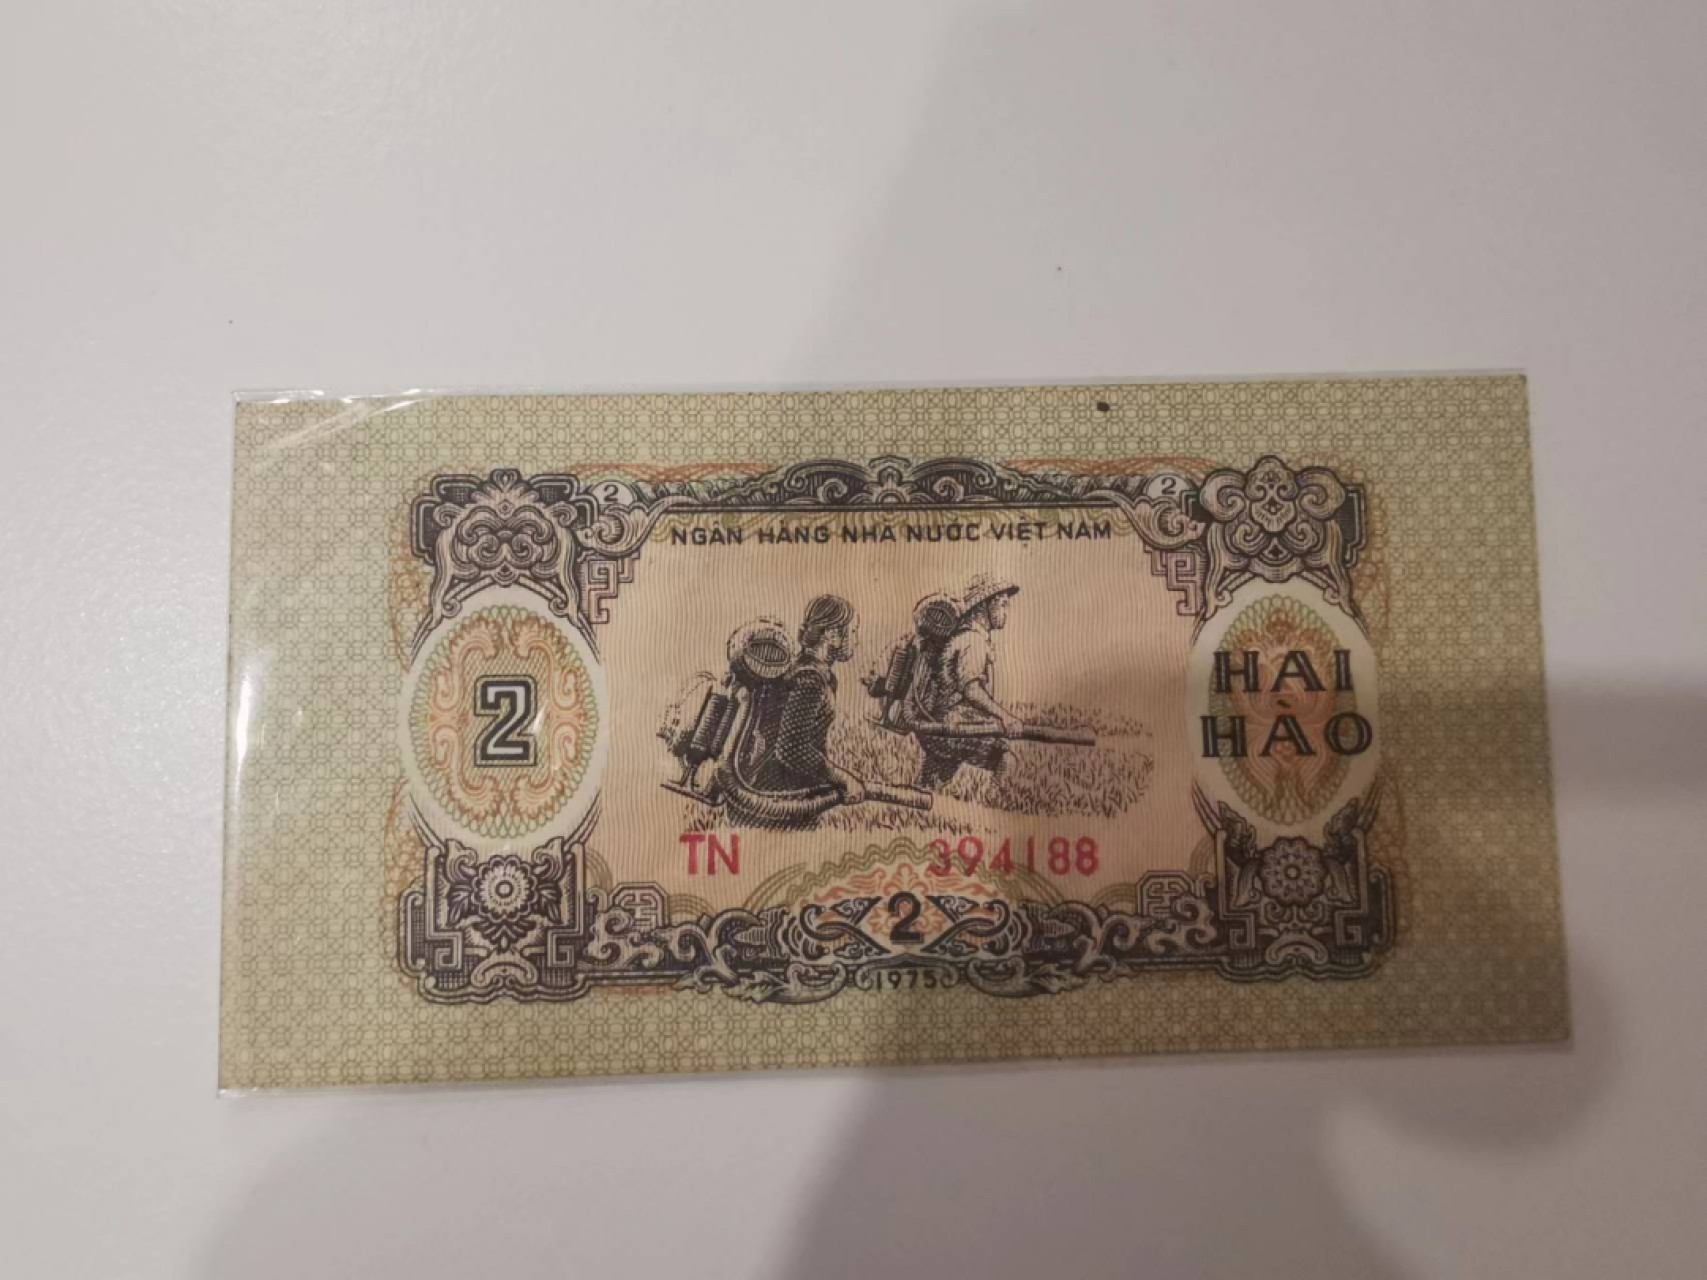 2 2
NGÂN HÀNG NHÀ NƯỚC VIỆT NAM
2
HAI
HÀO
TN 394188
2
1975